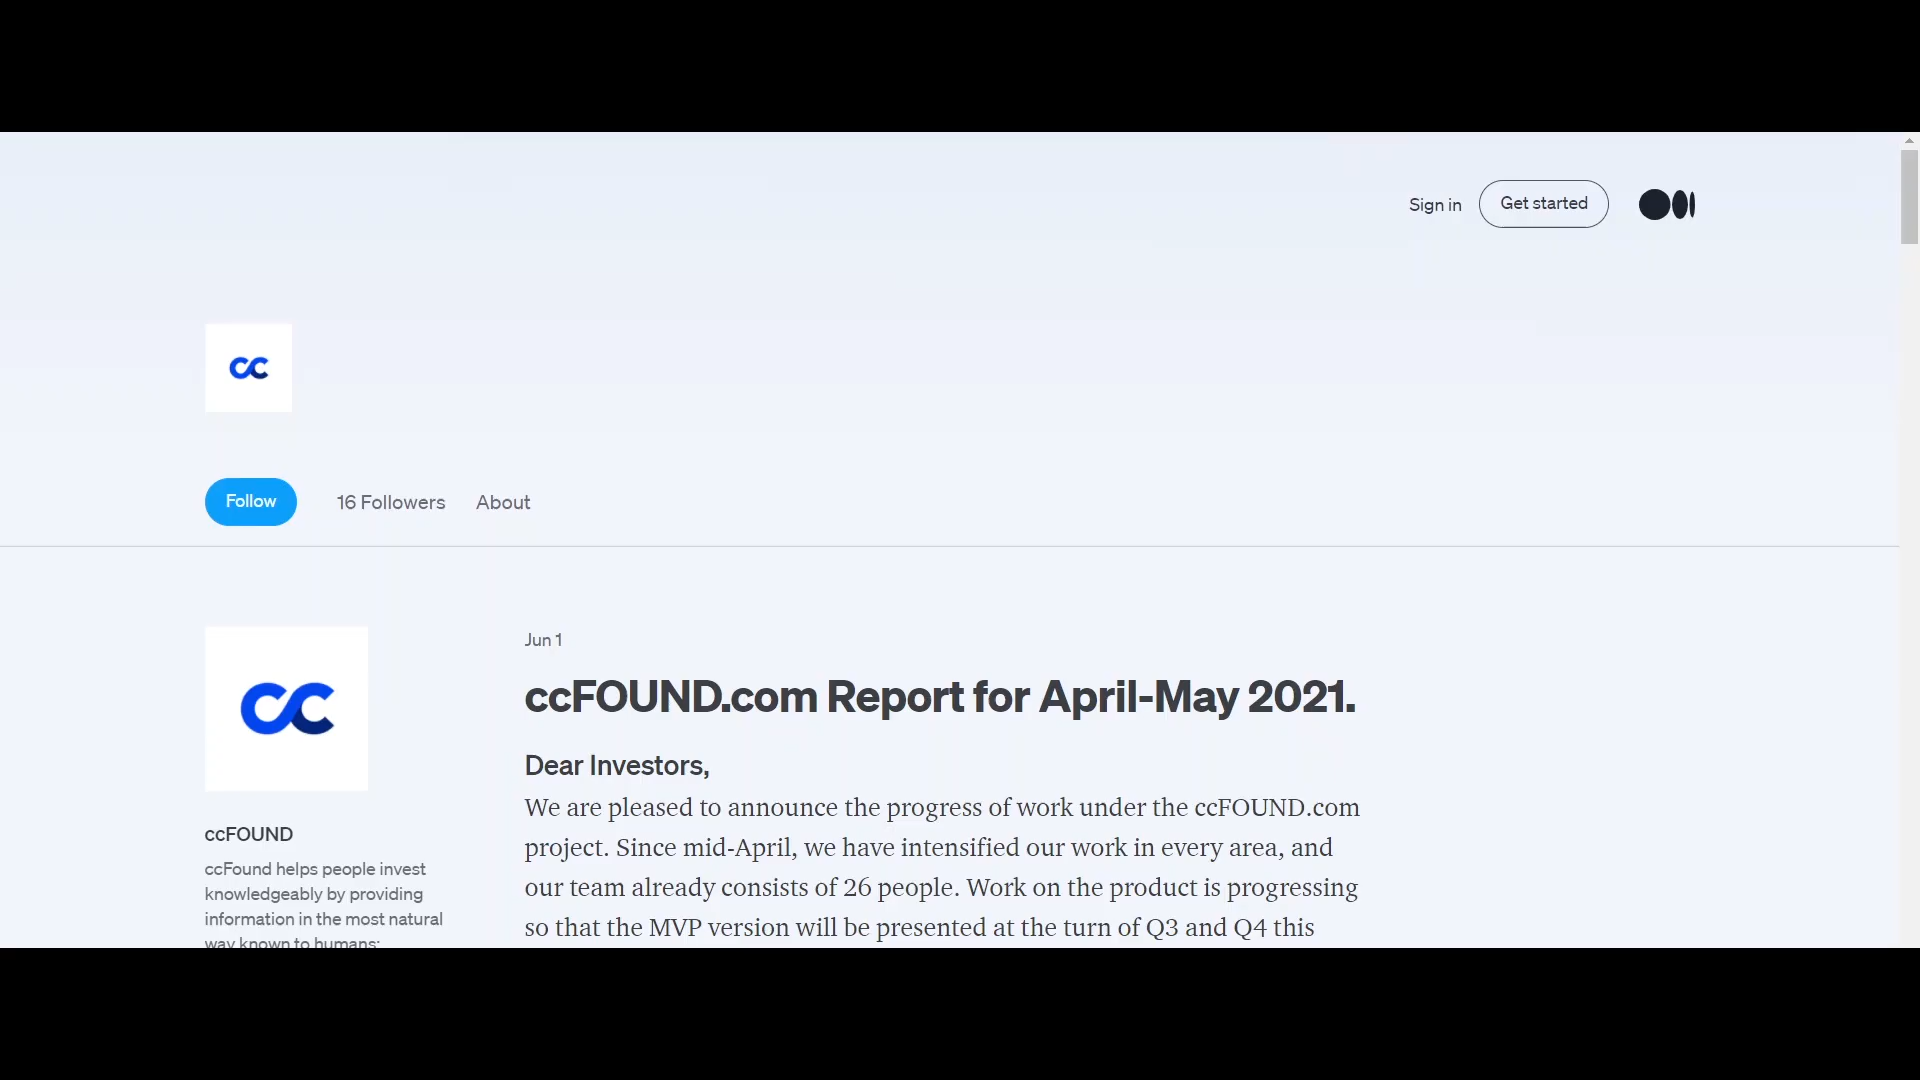 Sign in
Get started
cc
Follow
16 Followers
About
cc
Jun 1
ccFOUND.com Report for April-May 2021.
Dear Investors,
We are pleased to announce the progress of work under the ccFOUND.com
project. Since mid-April, we have intensified our work in every area, and
our team already consists of 26 people. Work on the product is progressing
so that the MVP version will be presented at the turn of Q3 and Q4 this
ccFOUND
ccFound helps people invest
knowledgeably by providing
information in the most natural
way known to humans: